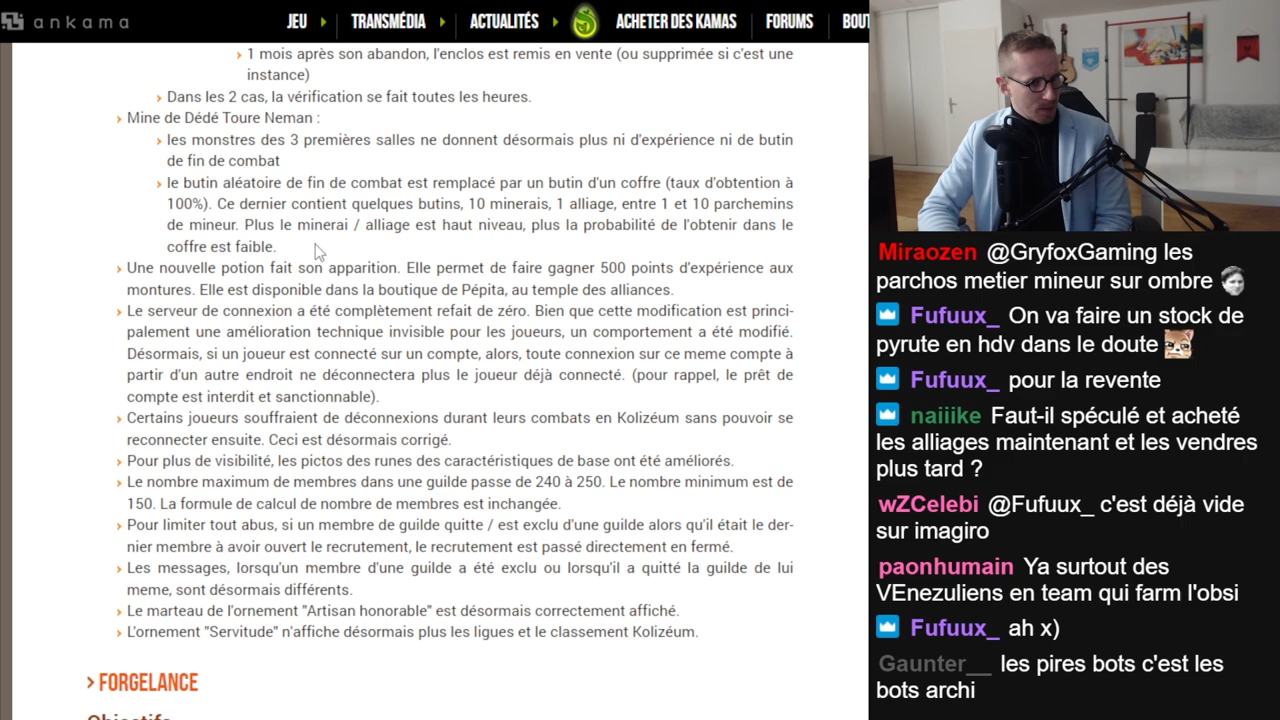 ankama
JEU
TRANSMÉDIA
ACTUALITÉS
ACHETER DES KAMAS
FORUMS
BOUT
1 mois après son abandon, l'enclos est remis en vente (ou supprimée si c'est une
instance)
Dans les 2 cas, la vérification se fait toutes les heures.
Mine de Dédé Toure Neman :
les monstres des 3 premières salles ne donnent désormais plus ni d'expérience ni de butin
de fin de combat
le butin aléatoire de fin de combat est remplacé par un butin d'un coffre (taux d'obtention à
100%). Ce dernier contient quelques butins, 10 minerais, 1 alliage, entre 1 et 10 parchemins
de mineur. Plus le minerai / alliage est haut niveau, plus la probabilité de l'obtenir dans le
coffre est faible.
Une nouvelle potion fait son apparition. Elle permet de faire gagner 500 points d'expérience aux
montures. Elle est disponible dans la boutique de Pépita, au temple des alliances.
Le serveur de connexion a été complètement refait de zéro. Bien que cette modification est princi-
palement une amélioration technique invisible pour les joueurs, un comportement a été modifié.
Désormais, si un joueur est connecté sur un compte, alors, toute connexion sur ce meme compte à
partir d'un autre endroit ne déconnectera plus le joueur déjà connecté. (pour rappel, le prêt de
compte est interdit et sanctionnable).
Certains joueurs souffraient de déconnexions durant leurs combats en Kolizéum sans pouvoir se
reconnecter ensuite. Ceci est désormais corrigé.
Pour plus de visibilité, les pictos des runes des caractéristiques de base ont été améliorés.
Le nombre maximum de membres dans une guilde passe de 240 à 250. Le nombre minimum est de
150. La formule de calcul de nombre de membres est inchangée.
Pour limiter tout abus, si un membre de guilde quitte / est exclu d'une guilde alors qu'il était le der-
nier membre à avoir ouvert le recrutement, le recrutement est passé directement en fermé.
Les messages, lorsqu'un membre d'une guilde a été exclu ou lorsqu'il a quitté la guilde de lui
meme, sont désormais différents.
Le marteau de l'ornement "Artisan honorable" est désormais correctement affiché.
L'ornement "Servitude" n'affiche désormais plus les ligues et le classement Kolizéum.
FORGELANCE
Objectifs
Miraozen @GryfoxGaming les
parchos metier mineur sur ombre
Fufuux_ On va faire un stock de
pyrute en hdv dans le doute
Fufuux_ pour la revente
naiiike Faut-il spéculé et acheté
les alliages maintenant et les vendres
plus tard ?
wZCelebi @Fufuux_ c'est déjà vide
sur imagiro
paonhumain Ya surtout des
VEnezuliens en team qui farm l'obsi
Fufuux_ ah x)
Gaunter__ les pires bots c'est les
bots archi